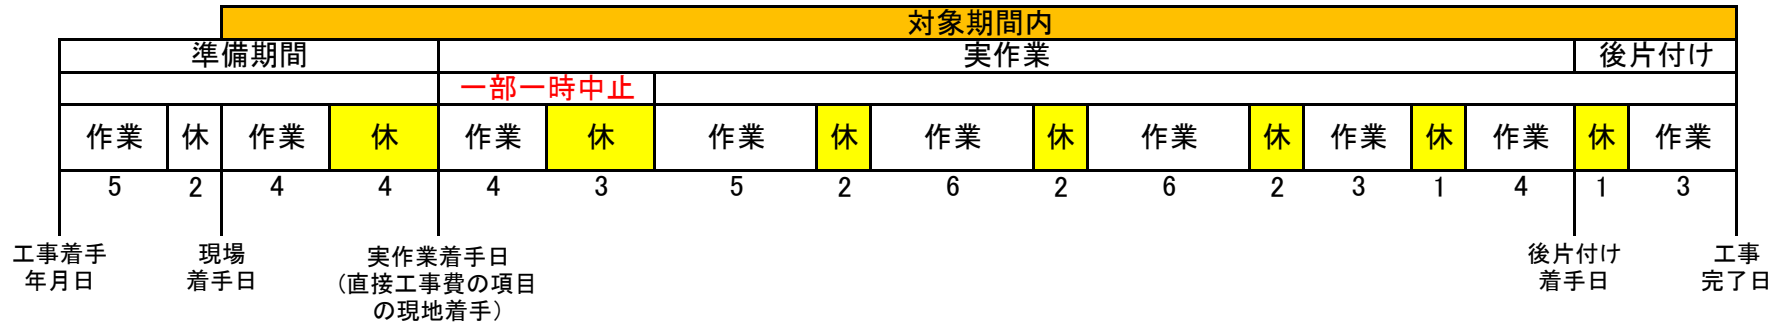 対象期間内
準備期間 実作業 後片付け
一部一時中止
作業 休 作業 休 作業 休 作業 休 作業 休 作業 休 作業 休 作業 休 作業
5 2 4 4 4 3 5 2 6 2 6 2 3 1 4 1 3
工事着手
年月日
現場
着手日
実作業着手日
(直接工事費の項目
の現地着手)
後片付け
着手日
工事
完了日